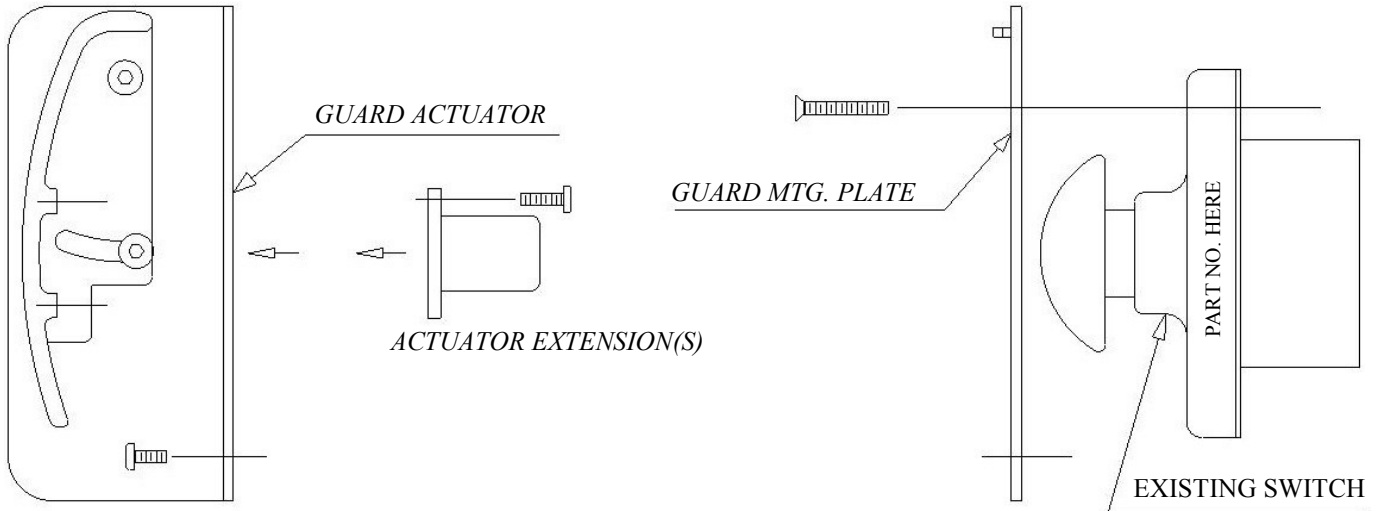 GUARD ACTUATOR
GUARD MTG. PLATE
PART NO. HERE
ACTUATOR EXTENSION(S)
EXISTING SWITCH